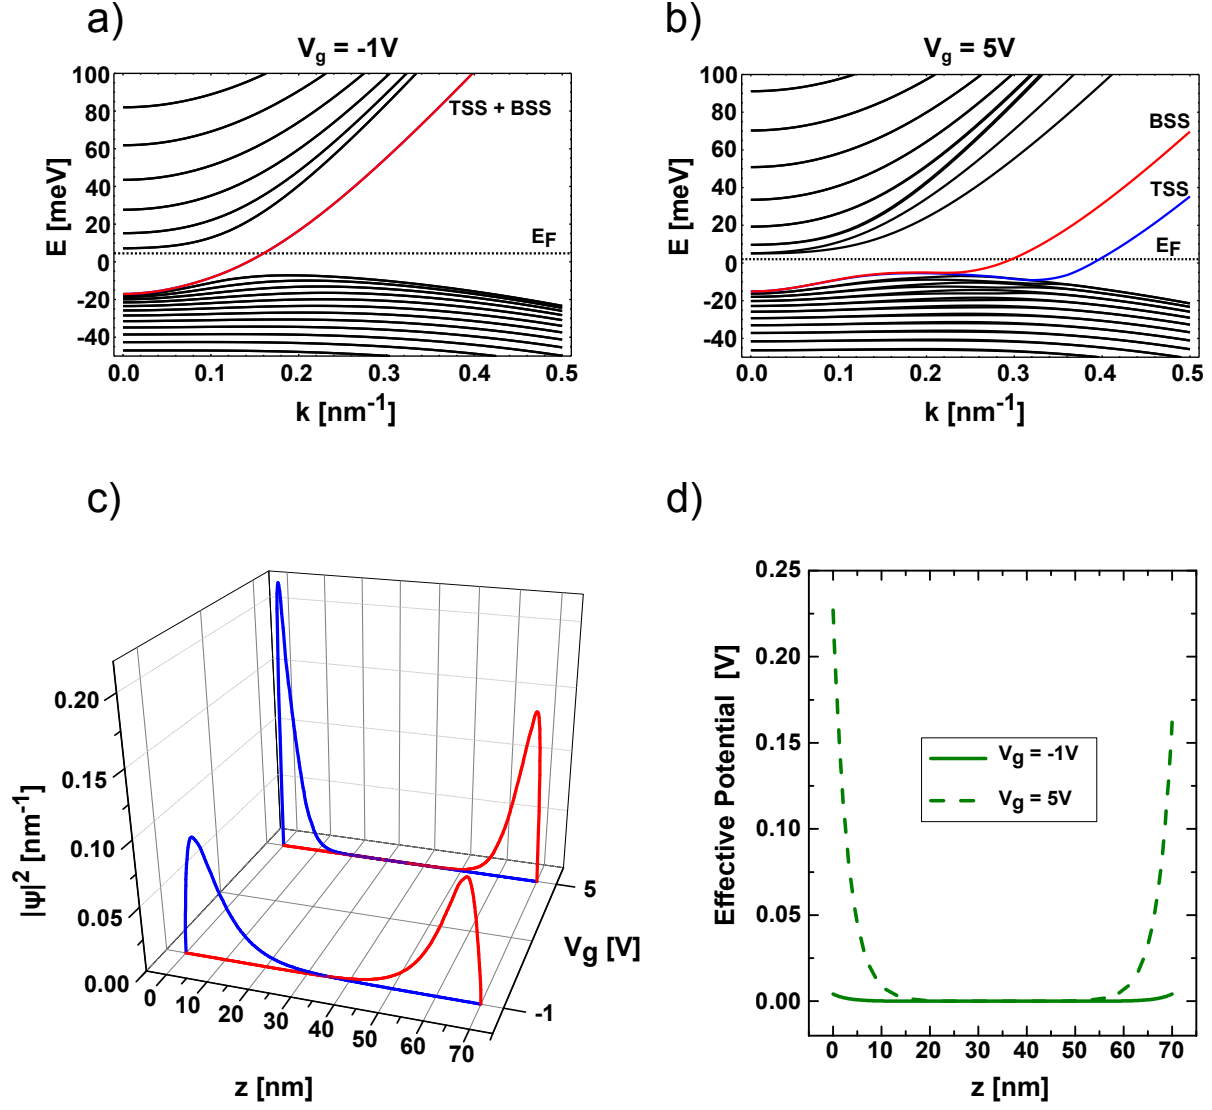 a)
V_g = -1V
100
80
60
40
20
0
-20
-40
E [meV]
TSS + BSS
E_F
0.0 0.1 0.2 0.3 0.4 0.5
k [nm⁻¹]
b)
V_g = 5V
100
80
60
40
20
0
-20
-40
E [meV]
BSS
TSS
E_F
0.0 0.1 0.2 0.3 0.4 0.5
k [nm⁻¹]
c)
0.20
0.15
0.10
0.05
0.00
|ψ|² [nm⁻¹]
0 10 20 30 40 50 60 70
z [nm]
5
-1
V_g [V]
d)
0.25
0.20
0.15
0.10
0.05
0.00
Effective Potential [V]
V_g = -1V
V_g = 5V
0 10 20 30 40 50 60 70
z [nm]